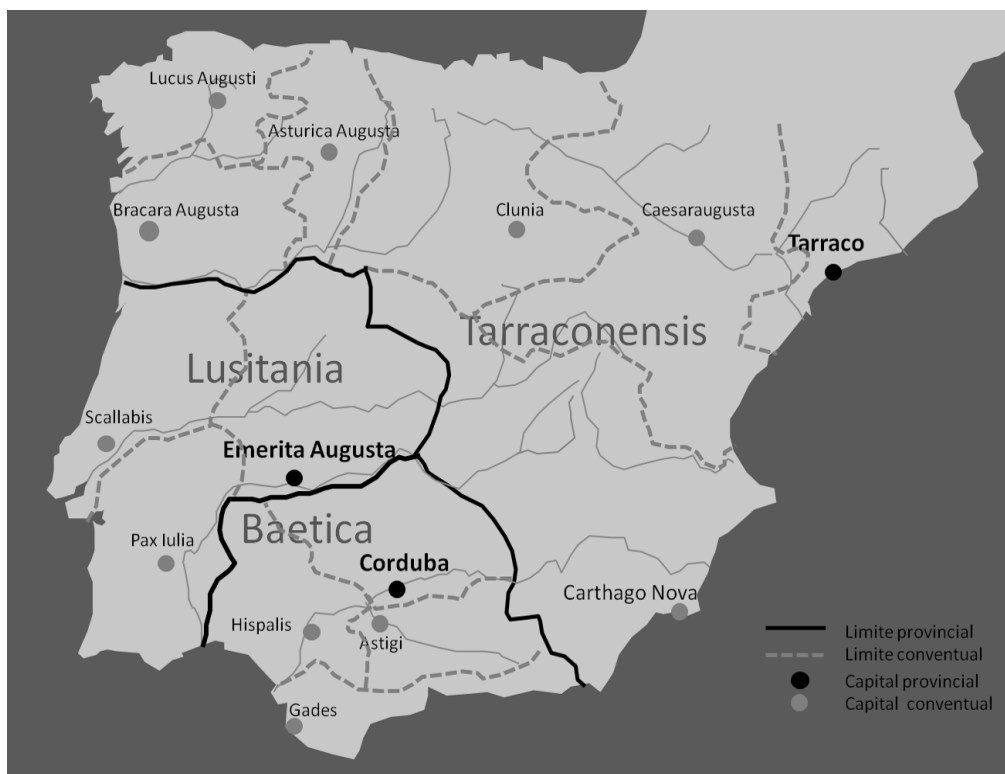 Lucus Augusti
Asturica Augusta
Bracara Augusta
Clunia
Caesaraugusta
Tarraco
Tarraconensis
Lusitania
Scallabis
Emerita Augusta
Baetica
Pax Iulia
Corduba
Carthago Nova
Hispalis
Astigi
Gades
Limite provincial
Limite conventual
Capital provincial
Capital conventual